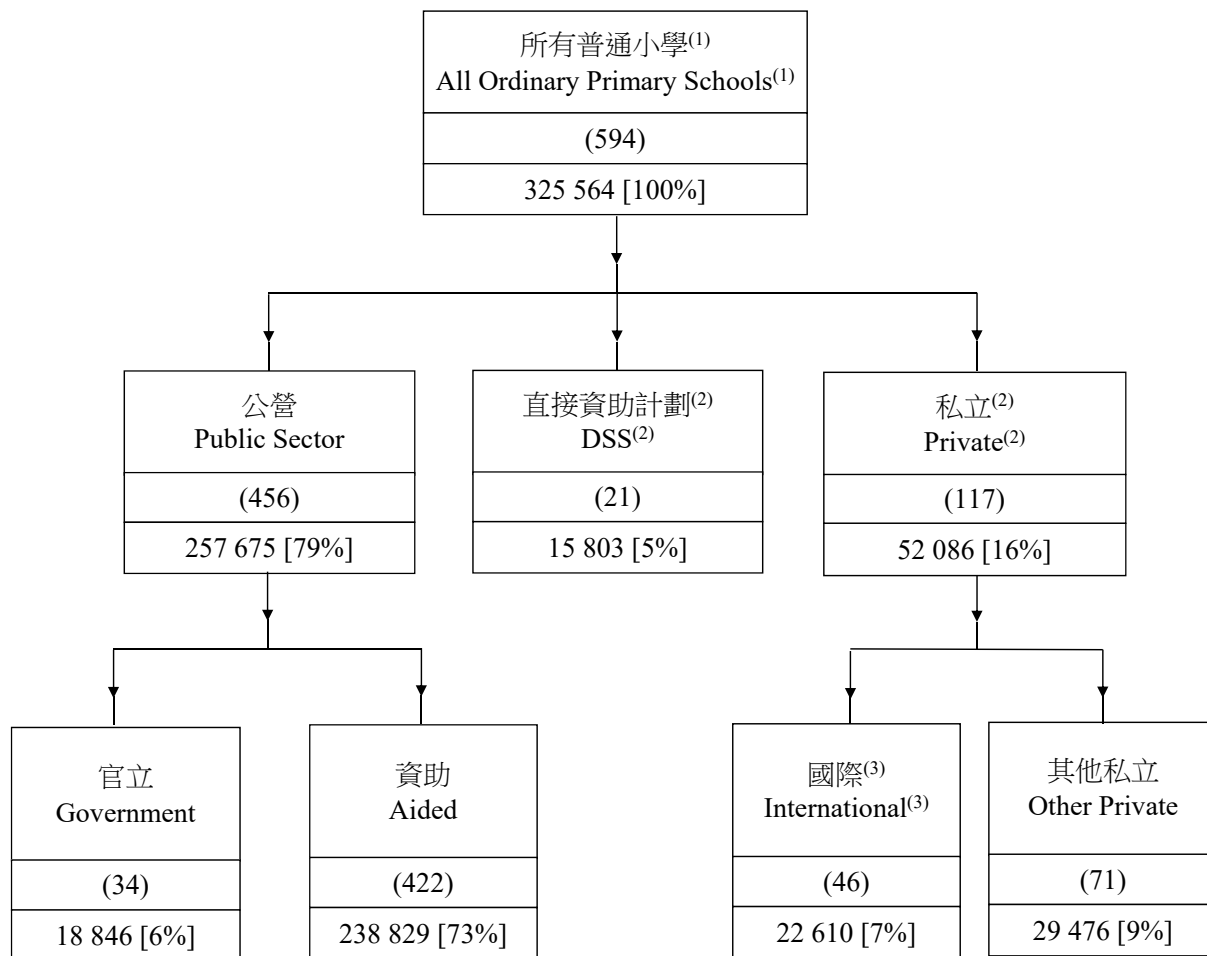 所有普通小學(1)
All Ordinary Primary Schools(1)
(594)
325 564 [100%]
公營
Public Sector
(456)
257 675 [79%]
直接資助計劃(2)
DSS(2)
(21)
15 803 [5%]
私立(2)
Private(2)
(117)
52 086 [16%]
官立
Government
(34)
18 846 [6%]
資助
Aided
(422)
238 829 [73%]
國際(3)
International(3)
(46)
22 610 [7%]
其他私立
Other Private
(71)
29 476 [9%]